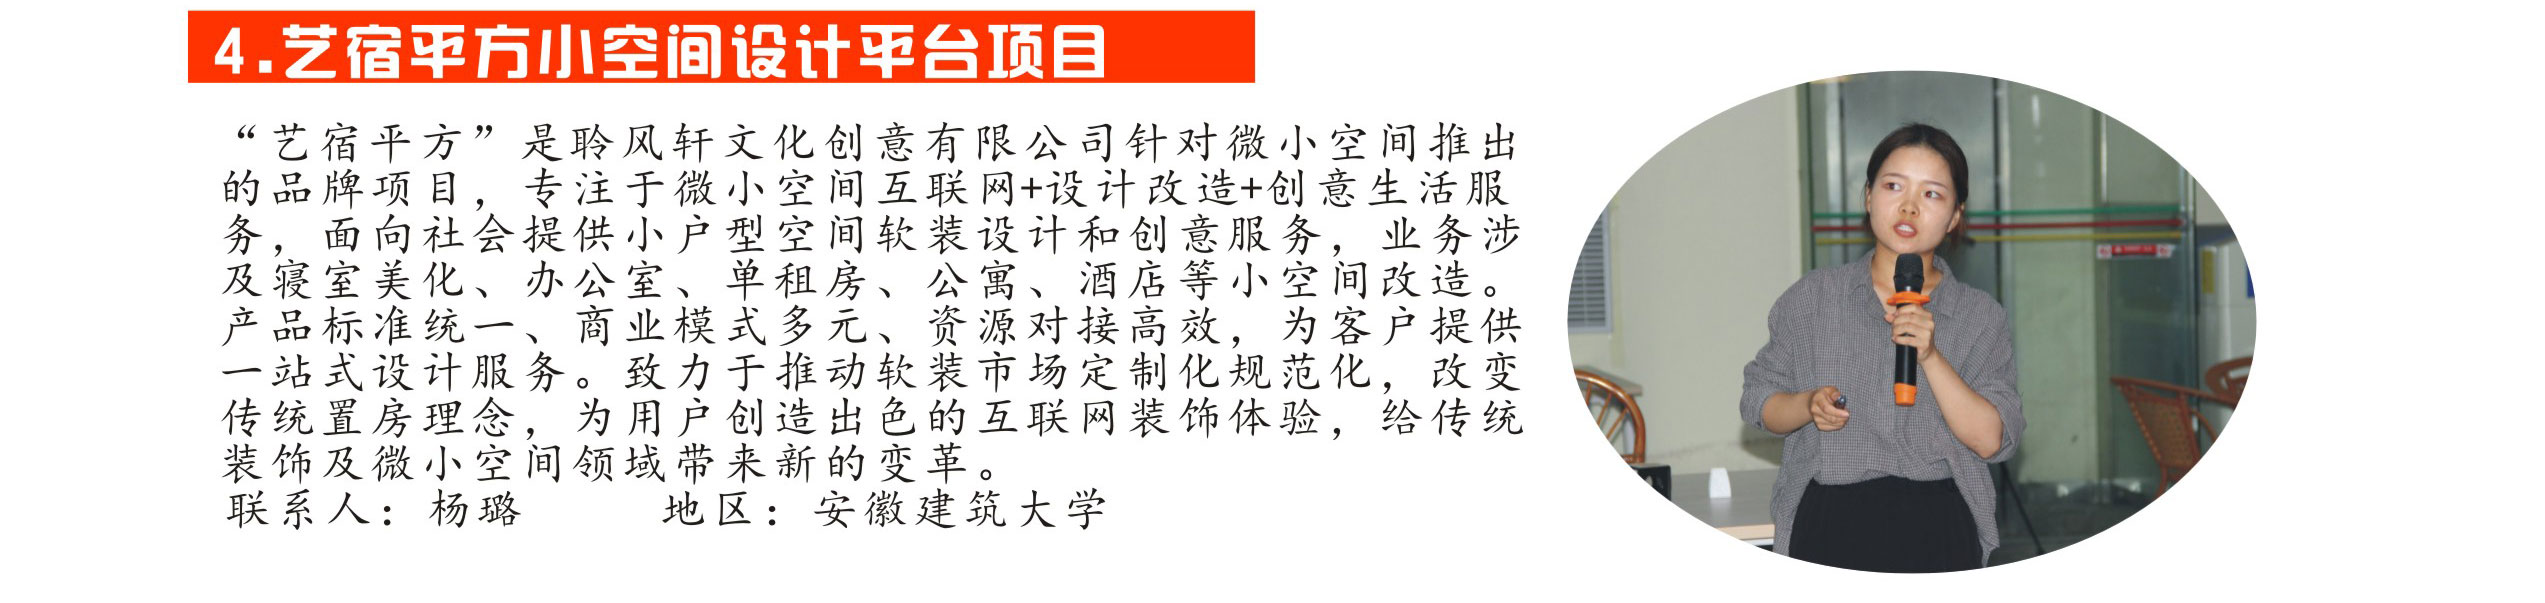 4.艺宿平方小空间设计平台项目
“艺宿平方”是聆风轩文化创意有限公司针对微小空间推出
的品牌项目，专注于微小空间互联网+设计改造+创意生活服
务，面向社会提供小户型空间软装设计和创意服务，业务涉
及寝室美化、办公室、单租房、公寓、酒店等小空间改造。
产品标准统一、商业模式多元、资源对接高效，为客户提供
一站式设计服务。致力于推动软装市场定制化规范化，改变
传统置房理念，为用户创造出色的互联网装饰体验，给传统
装饰及微小空间领域带来新的变革。
联系人：杨璐 地区：安徽建筑大学